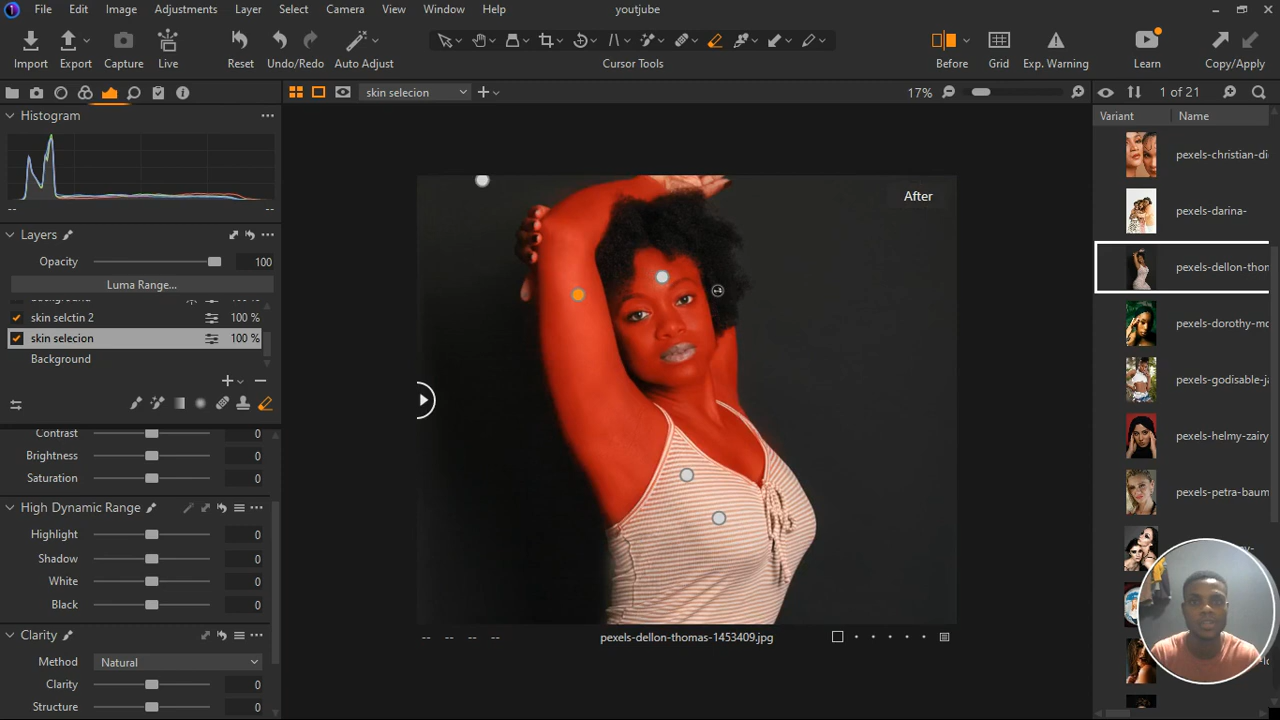 File Edit Image Adjustments Layer Select Camera View Window Help
youtjube
Import Export Capture Live
Reset Undo/Redo Auto Adjust
Cursor Tools
Before Grid Exp. Warning
Learn Copy/Apply
skin selecion
17%
1 of 21
Histogram
-- --
Layers
Opacity 100
Luma Range...
100 %
skin selctin 2 100 %
skin selecion 100 %
Background
Contrast 0
Brightness 0
Saturation 0
High Dynamic Range
Highlight 0
Shadow 0
White 0
Black 0
Clarity
Method Natural
Clarity 0
Structure 0
After
-- -- -- --
pexels-dellon-thomas-1453409.jpg
Variant Name
pexels-christian-di
pexels-darina-
pexels-dellon-thom
pexels-dorothy-mo
pexels-godisable-ja
pexels-helmy-zairy
pexels-petra-baum